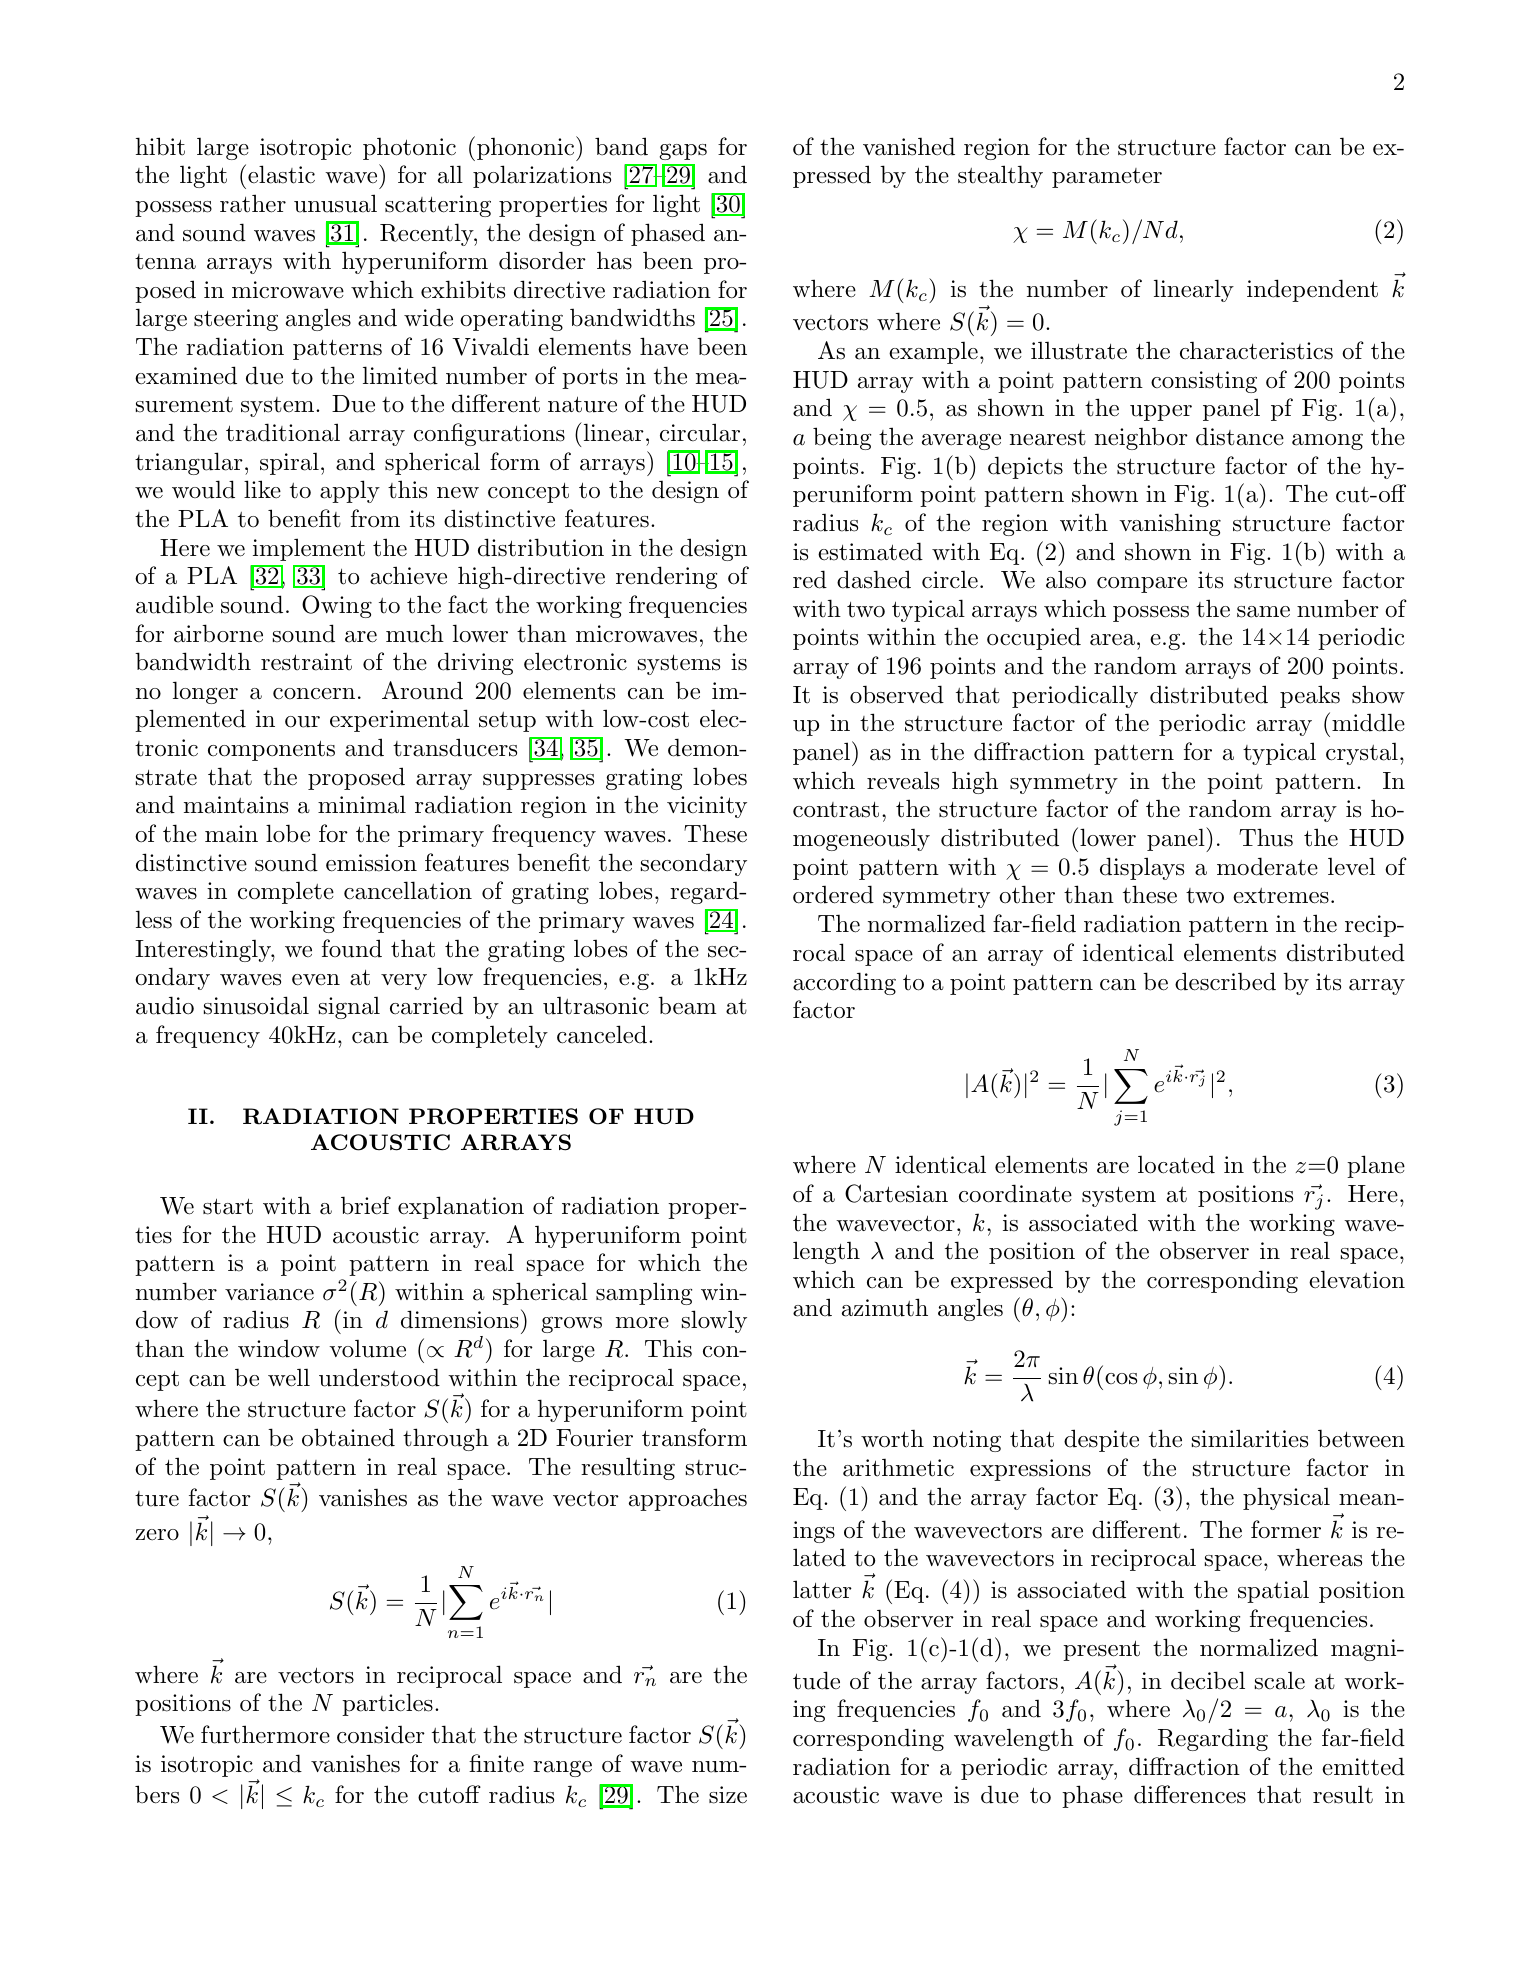 2
hibit large isotropic photonic (phononic) band gaps for
the light (elastic wave) for all polarizations [27–29] and
possess rather unusual scattering properties for light [30]
and sound waves [31]. Recently, the design of phased an-
tenna arrays with hyperuniform disorder has been pro-
posed in microwave which exhibits directive radiation for
large steering angles and wide operating bandwidths [25].
The radiation patterns of 16 Vivaldi elements have been
examined due to the limited number of ports in the mea-
surement system. Due to the different nature of the HUD
and the traditional array configurations (linear, circular,
triangular, spiral, and spherical form of arrays) [10–15],
we would like to apply this new concept to the design of
the PLA to benefit from its distinctive features.
Here we implement the HUD distribution in the design
of a PLA [32, 33] to achieve high-directive rendering of
audible sound. Owing to the fact the working frequencies
for airborne sound are much lower than microwaves, the
bandwidth restraint of the driving electronic systems is
no longer a concern. Around 200 elements can be im-
plemented in our experimental setup with low-cost elec-
tronic components and transducers [34, 35]. We demon-
strate that the proposed array suppresses grating lobes
and maintains a minimal radiation region in the vicinity
of the main lobe for the primary frequency waves. These
distinctive sound emission features benefit the secondary
waves in complete cancellation of grating lobes, regard-
less of the working frequencies of the primary waves [24].
Interestingly, we found that the grating lobes of the sec-
ondary waves even at very low frequencies, e.g. a 1kHz
audio sinusoidal signal carried by an ultrasonic beam at
a frequency 40kHz, can be completely canceled.
II. RADIATION PROPERTIES OF HUD
ACOUSTIC ARRAYS
We start with a brief explanation of radiation proper-
ties for the HUD acoustic array. A hyperuniform point
pattern is a point pattern in real space for which the
number variance σ²(R) within a spherical sampling win-
dow of radius R (in d dimensions) grows more slowly
than the window volume (∝ R^d) for large R. This con-
cept can be well understood within the reciprocal space,
where the structure factor S(k⃗) for a hyperuniform point
pattern can be obtained through a 2D Fourier transform
of the point pattern in real space. The resulting struc-
ture factor S(k⃗) vanishes as the wave vector approaches
zero |k⃗| → 0,
S(k⃗) = \frac{1}{N} |\sum_{n=1}^{N} e^{ik⃗·r⃗_n}| (1)
where k⃗ are vectors in reciprocal space and r⃗_n are the
positions of the N particles.
We furthermore consider that the structure factor S(k⃗)
is isotropic and vanishes for a finite range of wave num-
bers 0 < |k⃗| ≤ k_c for the cutoff radius k_c [29]. The size
of the vanished region for the structure factor can be ex-
pressed by the stealthy parameter
χ = M(k_c)/Nd, (2)
where M(k_c) is the number of linearly independent k⃗
vectors where S(k⃗) = 0.
As an example, we illustrate the characteristics of the
HUD array with a point pattern consisting of 200 points
and χ = 0.5, as shown in the upper panel pf Fig. 1(a),
a being the average nearest neighbor distance among the
points. Fig. 1(b) depicts the structure factor of the hy-
peruniform point pattern shown in Fig. 1(a). The cut-off
radius k_c of the region with vanishing structure factor
is estimated with Eq. (2) and shown in Fig. 1(b) with a
red dashed circle. We also compare its structure factor
with two typical arrays which possess the same number of
points within the occupied area, e.g. the 14×14 periodic
array of 196 points and the random arrays of 200 points.
It is observed that periodically distributed peaks show
up in the structure factor of the periodic array (middle
panel) as in the diffraction pattern for a typical crystal,
which reveals high symmetry in the point pattern. In
contrast, the structure factor of the random array is ho-
mogeneously distributed (lower panel). Thus the HUD
point pattern with χ = 0.5 displays a moderate level of
ordered symmetry other than these two extremes.
The normalized far-field radiation pattern in the recip-
rocal space of an array of identical elements distributed
according to a point pattern can be described by its array
factor
|A(k⃗)|² = \frac{1}{N} |\sum_{j=1}^{N} e^{ik⃗·r⃗_j}|², (3)
where N identical elements are located in the z=0 plane
of a Cartesian coordinate system at positions r⃗_j. Here,
the wavevector, k, is associated with the working wave-
length λ and the position of the observer in real space,
which can be expressed by the corresponding elevation
and azimuth angles (θ, ϕ):
k⃗ = \frac{2π}{λ} sin θ(cos ϕ, sin ϕ). (4)
It's worth noting that despite the similarities between
the arithmetic expressions of the structure factor in
Eq. (1) and the array factor Eq. (3), the physical mean-
ings of the wavevectors are different. The former k⃗ is re-
lated to the wavevectors in reciprocal space, whereas the
latter k⃗ (Eq. (4)) is associated with the spatial position
of the observer in real space and working frequencies.
In Fig. 1(c)-1(d), we present the normalized magni-
tude of the array factors, A(k⃗), in decibel scale at work-
ing frequencies f₀ and 3f₀, where λ₀/2 = a, λ₀ is the
corresponding wavelength of f₀. Regarding the far-field
radiation for a periodic array, diffraction of the emitted
acoustic wave is due to phase differences that result in